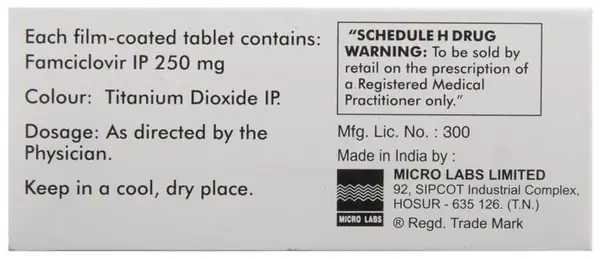 Each film-coated tablet contains:
Famciclovir IP 250 mg
Colour: Titanium Dioxide IP.
Dosage: As directed by the
Physician.
Keep in a cool, dry place.
"SCHEDULE H DRUG
WARNING: To be sold by
retail on the prescription of
a Registered Medical
Practitioner only."
Mfg. Lic. No. : 300
Made in India by :
MICRO LABS LIMITED
92, SIPCOT Industrial Complex,
HOSUR - 635 126. (T.N.)
MICRO LABS
® Regd. Trade Mark